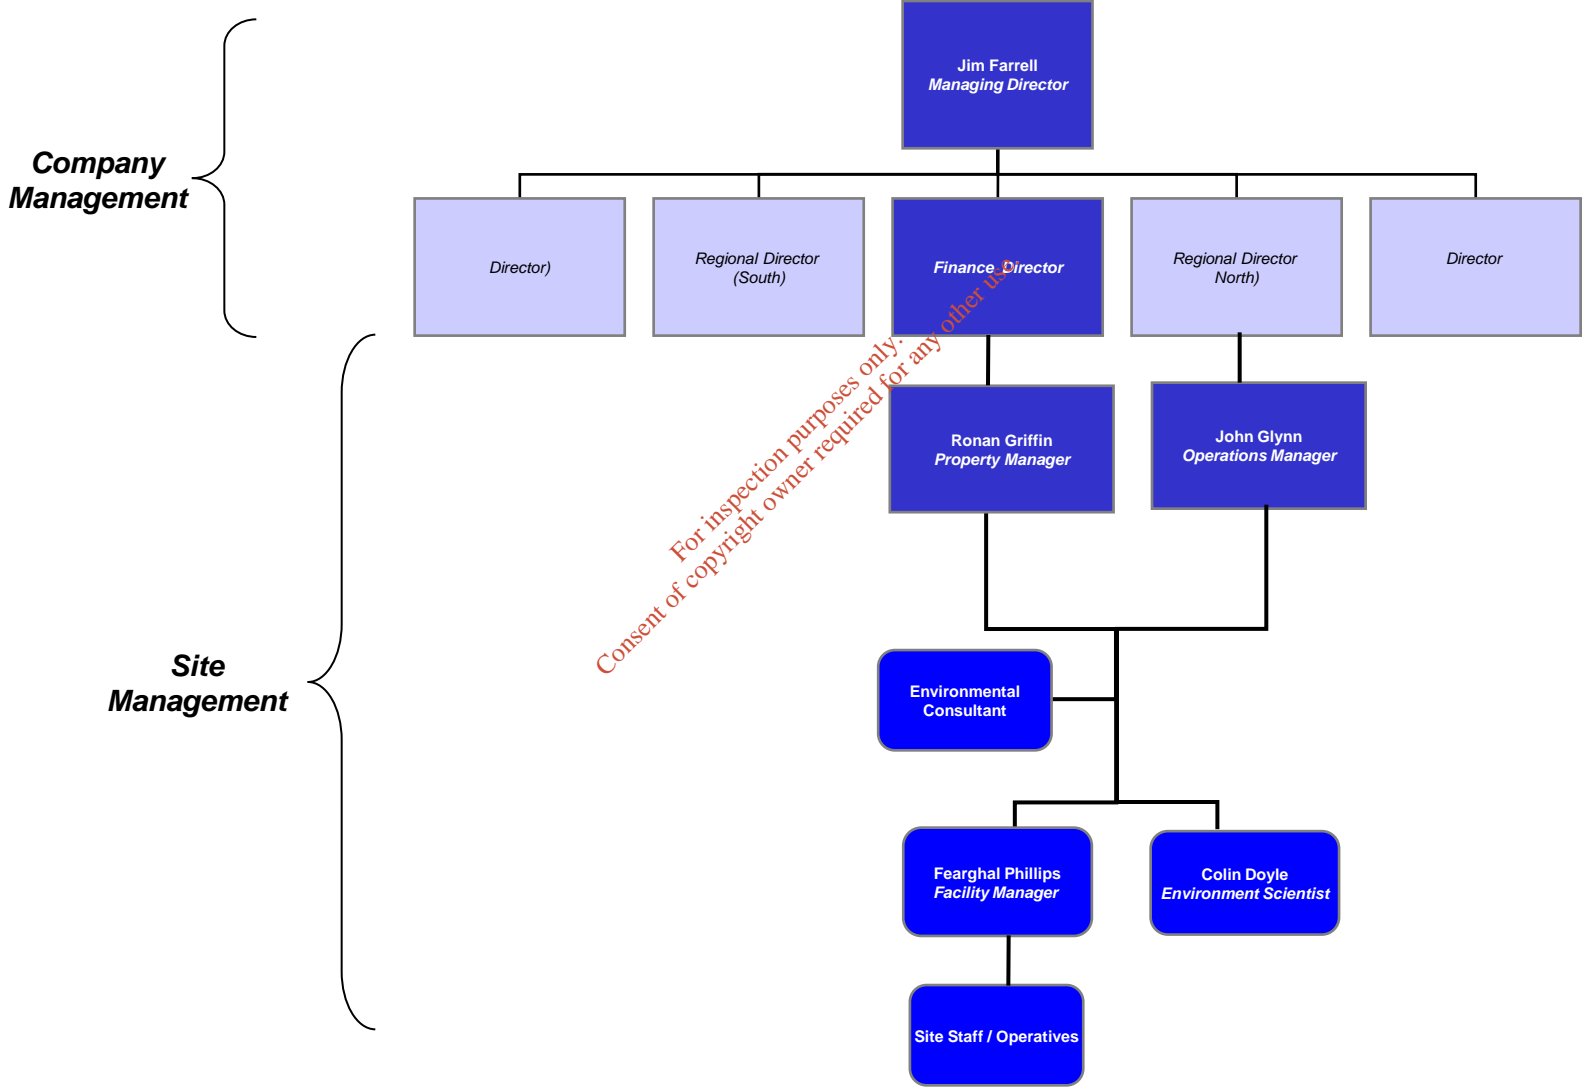 Jim Farrell
Managing Director
Company
Management
Director)
Regional Director
(South)
Finance Director
Regional Director
North)
Director
For inspection purposes only.
Consent of copyright owner required for any other use.
Ronan Griffin
Property Manager
John Glynn
Operations Manager
Site
Management
Environmental
Consultant
Fearghal Phillips
Facility Manager
Colin Doyle
Environment Scientist
Site Staff / Operatives